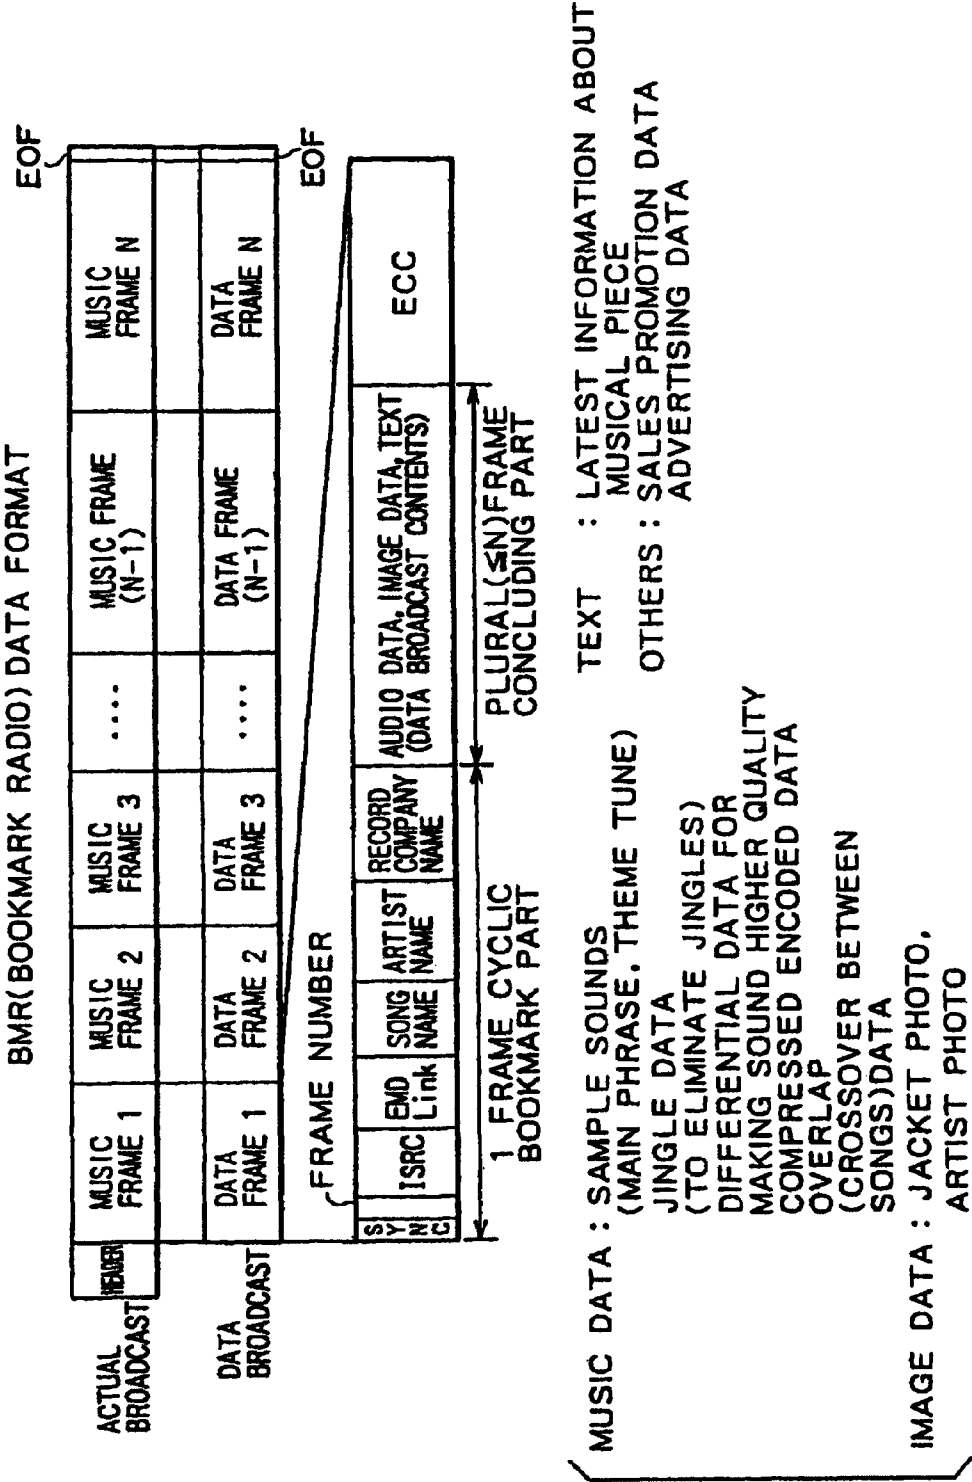 BMR(BOOKMARK RADIO) DATA FORMAT
EOF
ACTUAL
BROADCAST
HEADER
MUSIC
FRAME 1
MUSIC
FRAME 2
MUSIC
FRAME 3
....
MUSIC FRAME
(N-1)
MUSIC
FRAME N
DATA
BROADCAST
DATA
FRAME 1
DATA
FRAME 2
DATA
FRAME 3
....
DATA FRAME
(N-1)
DATA
FRAME N
EOF
FRAME NUMBER
SYNC
ISRC
EMD
Link
SONG
NAME
ARTIST
NAME
RECORD
COMPANY
NAME
AUDIO DATA, IMAGE DATA, TEXT
(DATA BROADCAST CONTENTS)
ECC
1 FRAME CYCLIC
BOOKMARK PART
PLURAL(≦N)FRAME
CONCLUDING PART
MUSIC DATA : SAMPLE SOUNDS
(MAIN PHRASE, THEME TUNE)
JINGLE DATA
(TO ELIMINATE JINGLES)
DIFFERENTIAL DATA FOR
MAKING SOUND HIGHER QUALITY
COMPRESSED ENCODED DATA
OVERLAP
(CROSSOVER BETWEEN
SONGS)DATA
IMAGE DATA : JACKET PHOTO,
ARTIST PHOTO
TEXT : LATEST INFORMATION ABOUT
MUSICAL PIECE
OTHERS : SALES PROMOTION DATA
ADVERTISING DATA